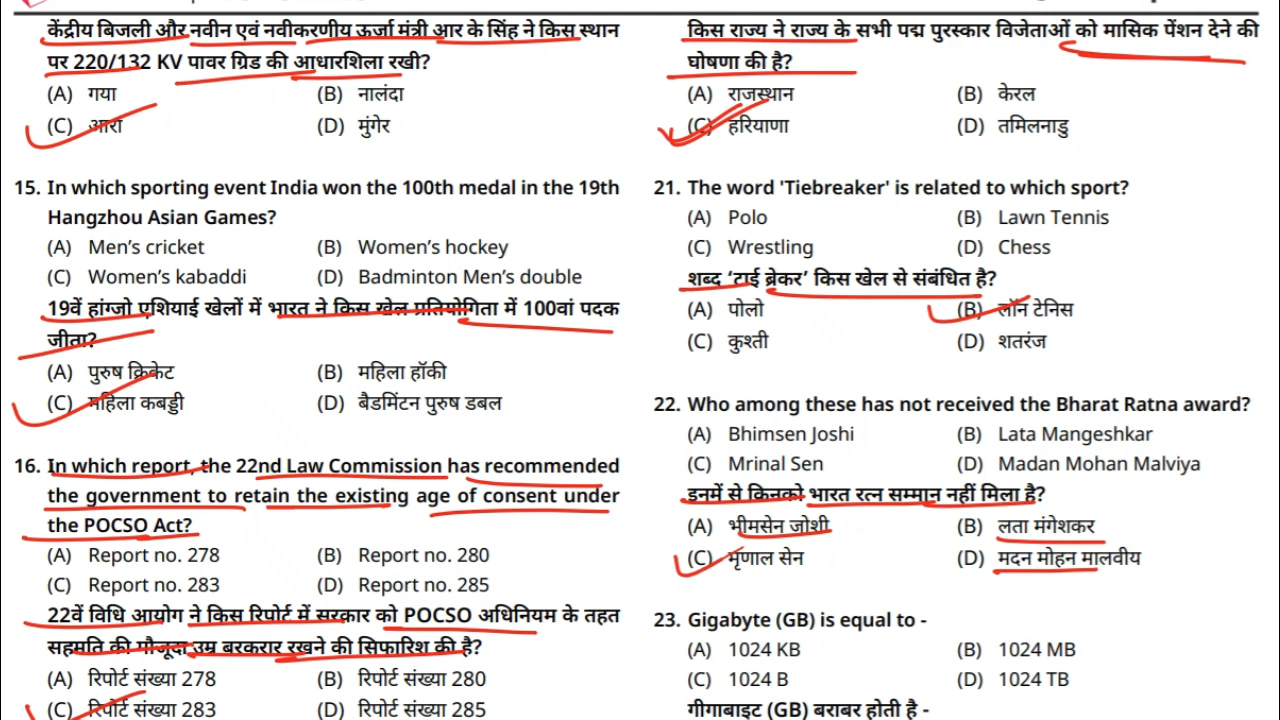 केंद्रीय बिजली और नवीन एवं नवीकरणीय ऊर्जा मंत्री आर के सिंह ने किस स्थान
पर 220/132 KV पावर ग्रिड की आधारशिला रखी?
(A) गया (B) नालंदा
(C) आरा (D) मुंगेर
15. In which sporting event India won the 100th medal in the 19th
Hangzhou Asian Games?
(A) Men's cricket (B) Women's hockey
(C) Women's kabaddi (D) Badminton Men's double
19वें हांग्जो एशियाई खेलों में भारत ने किस खेल प्रतियोगिता में 100वां पदक
जीता?
(A) पुरुष क्रिकेट (B) महिला हॉकी
(C) महिला कबड्डी (D) बैडमिंटन पुरुष डबल
16. In which report, the 22nd Law Commission has recommended
the government to retain the existing age of consent under
the POCSO Act?
(A) Report no. 278 (B) Report no. 280
(C) Report no. 283 (D) Report no. 285
22वें विधि आयोग ने किस रिपोर्ट में सरकार को POCSO अधिनियम के तहत
सहमति की मौजूदा उम्र बरकरार रखने की सिफारिश की है?
(A) रिपोर्ट संख्या 278 (B) रिपोर्ट संख्या 280
(C) रिपोर्ट संख्या 283 (D) रिपोर्ट संख्या 285
किस राज्य ने राज्य के सभी पद्म पुरस्कार विजेताओं को मासिक पेंशन देने की
घोषणा की है?
(A) राजस्थान (B) केरल
(C) हरियाणा (D) तमिलनाडु
21. The word 'Tiebreaker' is related to which sport?
(A) Polo (B) Lawn Tennis
(C) Wrestling (D) Chess
शब्द 'टाई ब्रेकर' किस खेल से संबंधित है?
(A) पोलो (B) लॉन टेनिस
(C) कुश्ती (D) शतरंज
22. Who among these has not received the Bharat Ratna award?
(A) Bhimsen Joshi (B) Lata Mangeshkar
(C) Mrinal Sen (D) Madan Mohan Malviya
इनमें से किनको भारत रत्न सम्मान नहीं मिला है?
(A) भीमसेन जोशी (B) लता मंगेशकर
(C) मृणाल सेन (D) मदन मोहन मालवीय
23. Gigabyte (GB) is equal to -
(A) 1024 KB (B) 1024 MB
(C) 1024 B (D) 1024 TB
गीगाबाइट (GB) बराबर होती है -